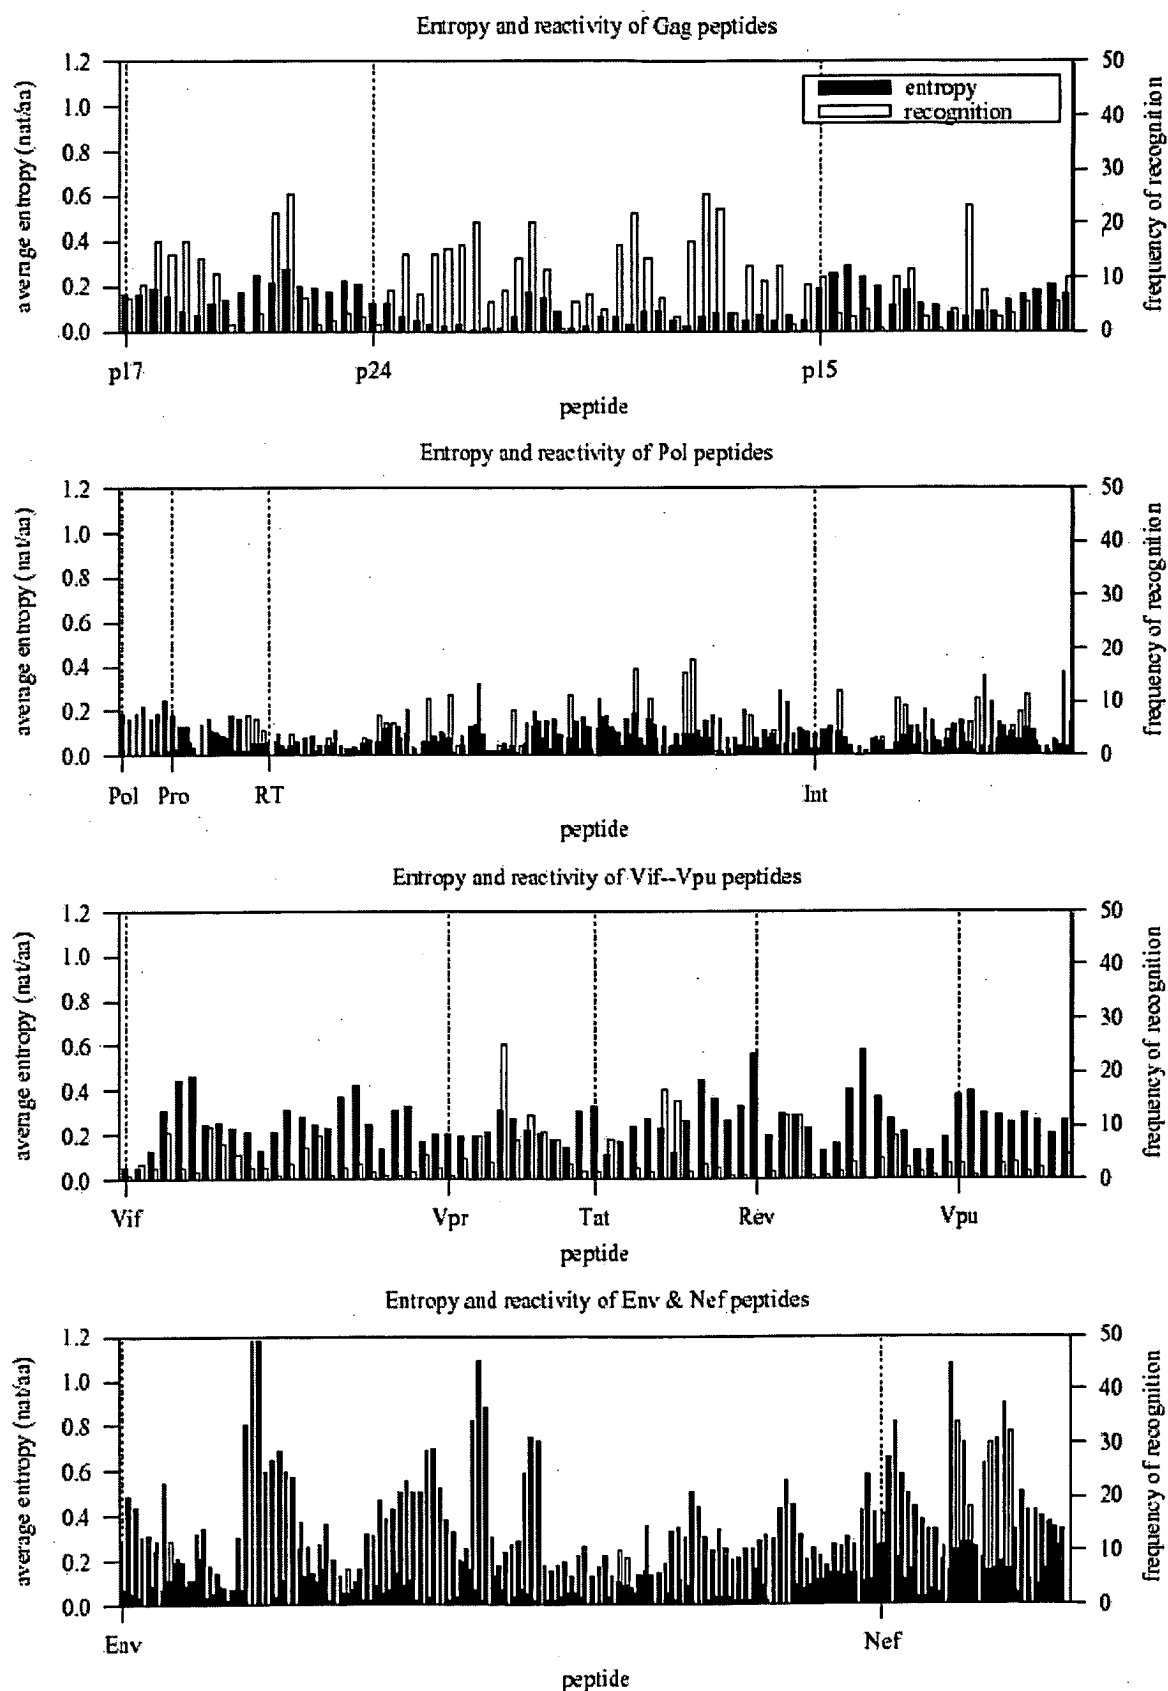 Entropy and reactivity of Gag peptides
1.2
1.0
0.8
0.6
0.4
0.2
0.0
average entropy (nat/aa)
50
40
30
20
10
0
frequency of recognition
entropy
recognition
p17 p24 p15
peptide
Entropy and reactivity of Pol peptides
1.2
1.0
0.8
0.6
0.4
0.2
0.0
average entropy (nat/aa)
50
40
30
20
10
0
frequency of recognition
Pol Pro RT Int
peptide
Entropy and reactivity of Vif--Vpu peptides
1.2
1.0
0.8
0.6
0.4
0.2
0.0
average entropy (nat/aa)
50
40
30
20
10
0
frequency of recognition
Vif Vpr Tat Rev Vpu
peptide
Entropy and reactivity of Env & Nef peptides
1.2
1.0
0.8
0.6
0.4
0.2
0.0
average entropy (nat/aa)
50
40
30
20
10
0
frequency of recognition
Env Nef
peptide